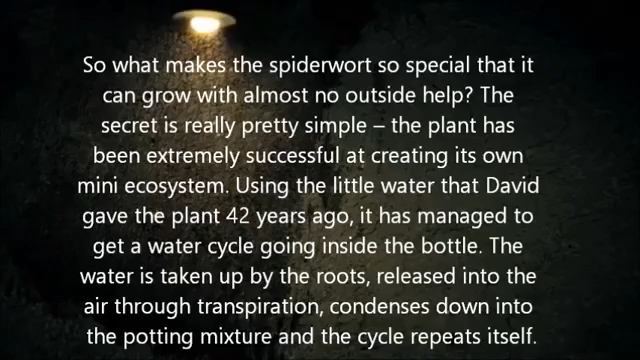 So what makes the spiderwort so special that it
can grow with almost no outside help? The
secret is really pretty simple – the plant has
been extremely successful at creating its own
mini ecosystem. Using the little water that David
gave the plant 42 years ago, it has managed to
get a water cycle going inside the bottle. The
water is taken up by the roots, released into the
air through transpiration, condenses down into
the potting mixture and the cycle repeats itself.